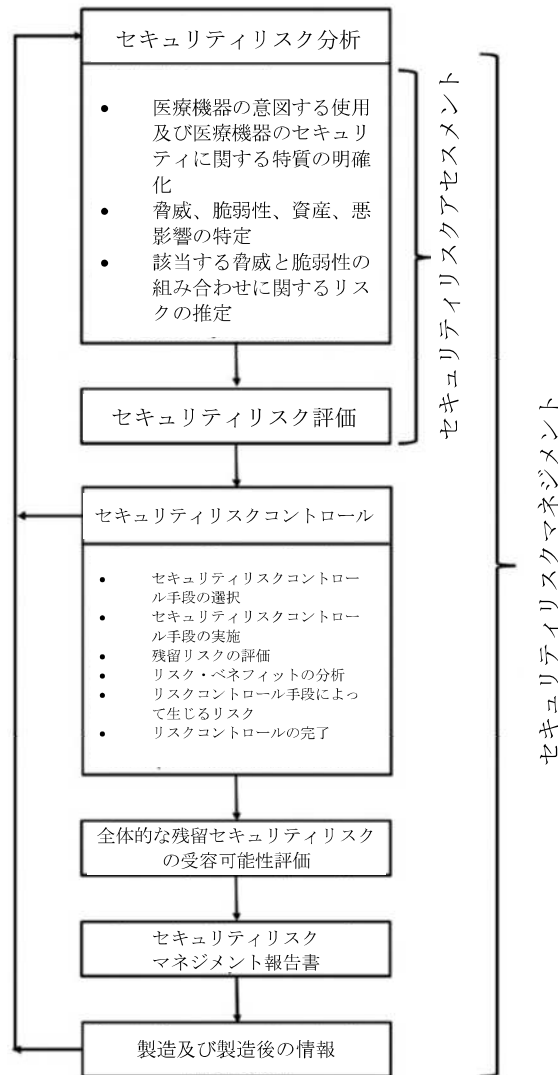 セキュリティリスク分析
• 医療機器の意図する使用
及び医療機器のセキュリ
ティに関する特質の明確
化
• 脅威、脆弱性、資産、悪
影響の特定
• 該当する脅威と脆弱性の
組み合わせに関するリス
クの推定
セキュリティリスク評価
セキュリティリスクアセスメント
セキュリティリスクコントロール
• セキュリティリスクコントロー
ル手段の選択
• セキュリティリスクコントロー
ル手段の実施
• 残留リスクの評価
• リスク・ベネフィットの分析
• リスクコントロール手段によっ
て生じるリスク
• リスクコントロールの完了
全体的な残留セキュリティリスク
の受容可能性評価
セキュリティリスク
マネジメント報告書
製造及び製造後の情報
セキュリティリスクマネジメント